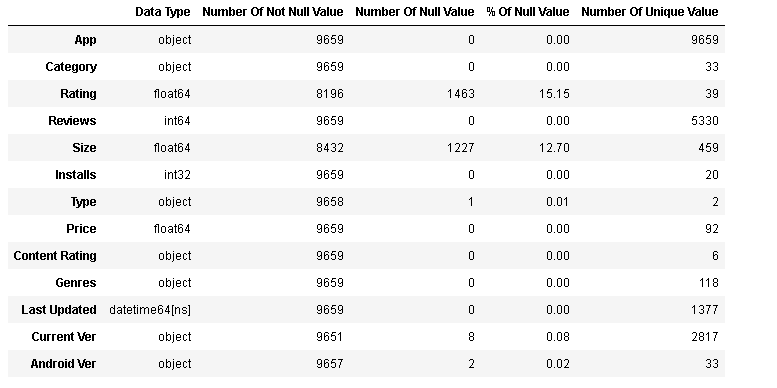 Data Type Number Of Not Null Value Number Of Null Value % Of Null Value Number Of Unique Value
App object 9659 0 0.00 9659
Category object 9659 0 0.00 33
Rating float64 8196 1463 15.15 39
Reviews int64 9659 0 0.00 5330
Size float64 8432 1227 12.70 459
Installs int32 9659 0 0.00 20
Type object 9658 1 0.01 2
Price float64 9659 0 0.00 92
Content Rating object 9659 0 0.00 6
Genres object 9659 0 0.00 118
Last Updated datetime64[ns] 9659 0 0.00 1377
Current Ver object 9651 8 0.08 2817
Android Ver object 9657 2 0.02 33